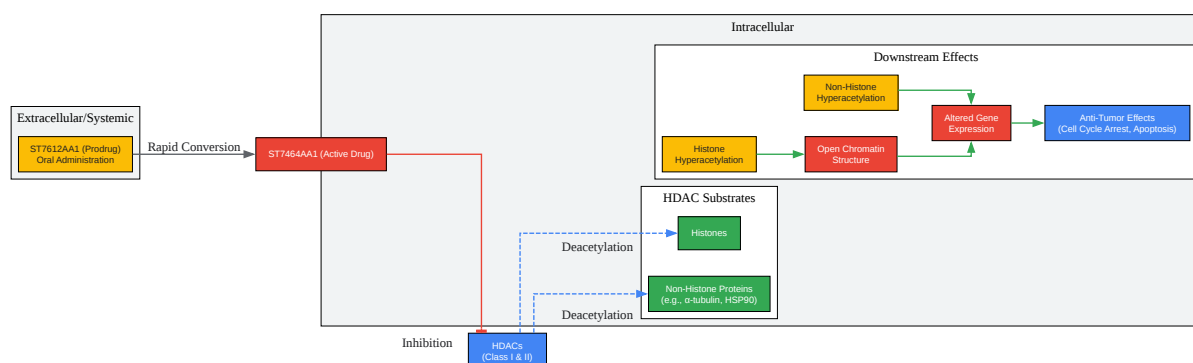 Intracellular
Downstream Effects
Non-Histone
Hyperacetylation
Altered Gene
Expression
Anti-Tumor Effects
(Cell Cycle Arrest, Apoptosis)
Histone
Hyperacetylation
Open Chromatin
Structure
Extracellular/Systemic
ST7612AA1 (Prodrug)
Oral Administration
Rapid Conversion
ST7464AA1 (Active Drug)
HDAC Substrates
Histones
Deacetylation
Non-Histone Proteins
(e.g., α-tubulin, HSP90)
Deacetylation
Inhibition
HDACs
(Class I & II)